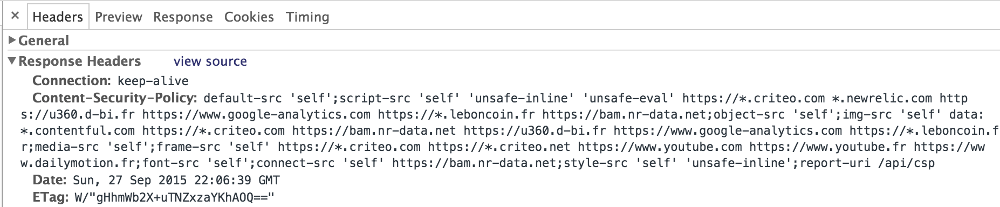 × Headers Preview Response Cookies Timing
▶ General
▼ Response Headers view source
Connection: keep-alive
Content-Security-Policy: default-src 'self';script-src 'self' 'unsafe-inline' 'unsafe-eval' https://*.criteo.com *.newrelic.com http
s://u360.d-bi.fr https://www.google-analytics.com https://*.leboncoin.fr https://bam.nr-data.net;object-src 'self';img-src 'self' data:
*.contentful.com https://*.criteo.com https://bam.nr-data.net https://u360.d-bi.fr https://www.google-analytics.com https://*.leboncoin.f
r;media-src 'self';frame-src 'self' https://*.criteo.com https://*.criteo.net https://www.youtube.com https://www.youtube.fr https://ww
w.dailymotion.fr;font-src 'self';connect-src 'self' https://bam.nr-data.net;style-src 'self' 'unsafe-inline';report-uri /api/csp
Date: Sun, 27 Sep 2015 22:06:39 GMT
ETag: W/"gHhmWb2X+uTNZxzaYKhAOQ=="